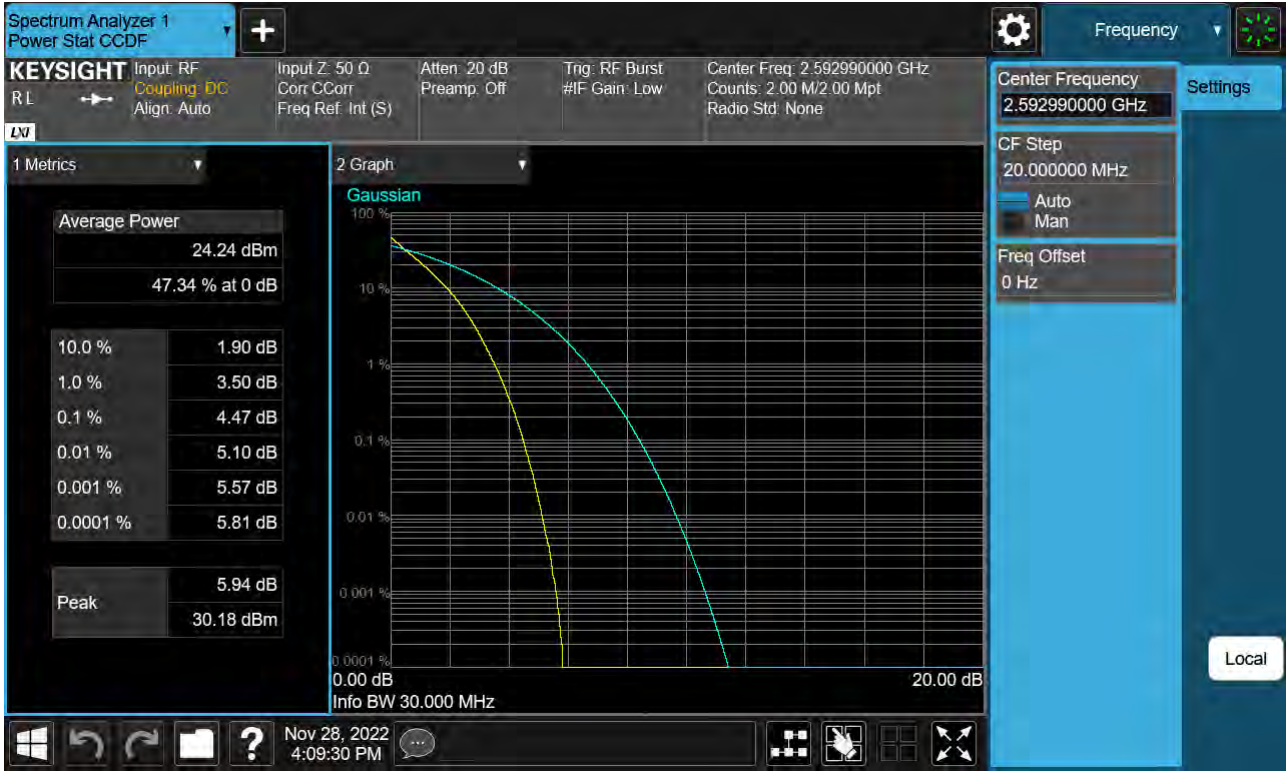 Spectrum Analyzer 1
Power Stat CCDF
Frequency
KEYSIGHT
RL
LXI
Input: RF
Coupling: DC
Align: Auto
Input Z: 50 Ω
Corr CCorr
Freq Ref: Int (S)
Atten: 20 dB
Preamp: Off
Trig: RF Burst
#IF Gain: Low
Center Freq: 2.592990000 GHz
Counts: 2.00 M/2.00 Mpt
Radio Std: None
Center Frequency
2.592990000 GHz
Settings
CF Step
20.000000 MHz
Auto
Man
Freq Offset
0 Hz
1 Metrics
Average Power
24.24 dBm
47.34 % at 0 dB
10.0 % 1.90 dB
1.0 % 3.50 dB
0.1 % 4.47 dB
0.01 % 5.10 dB
0.001 % 5.57 dB
0.0001 % 5.81 dB
Peak
5.94 dB
30.18 dBm
2 Graph
Gaussian
100 %
10 %
1 %
0.1 %
0.01 %
0.001 %
0.0001 %
0.00 dB 20.00 dB
Info BW 30.000 MHz
Local
?
Nov 28, 2022
4:09:30 PM